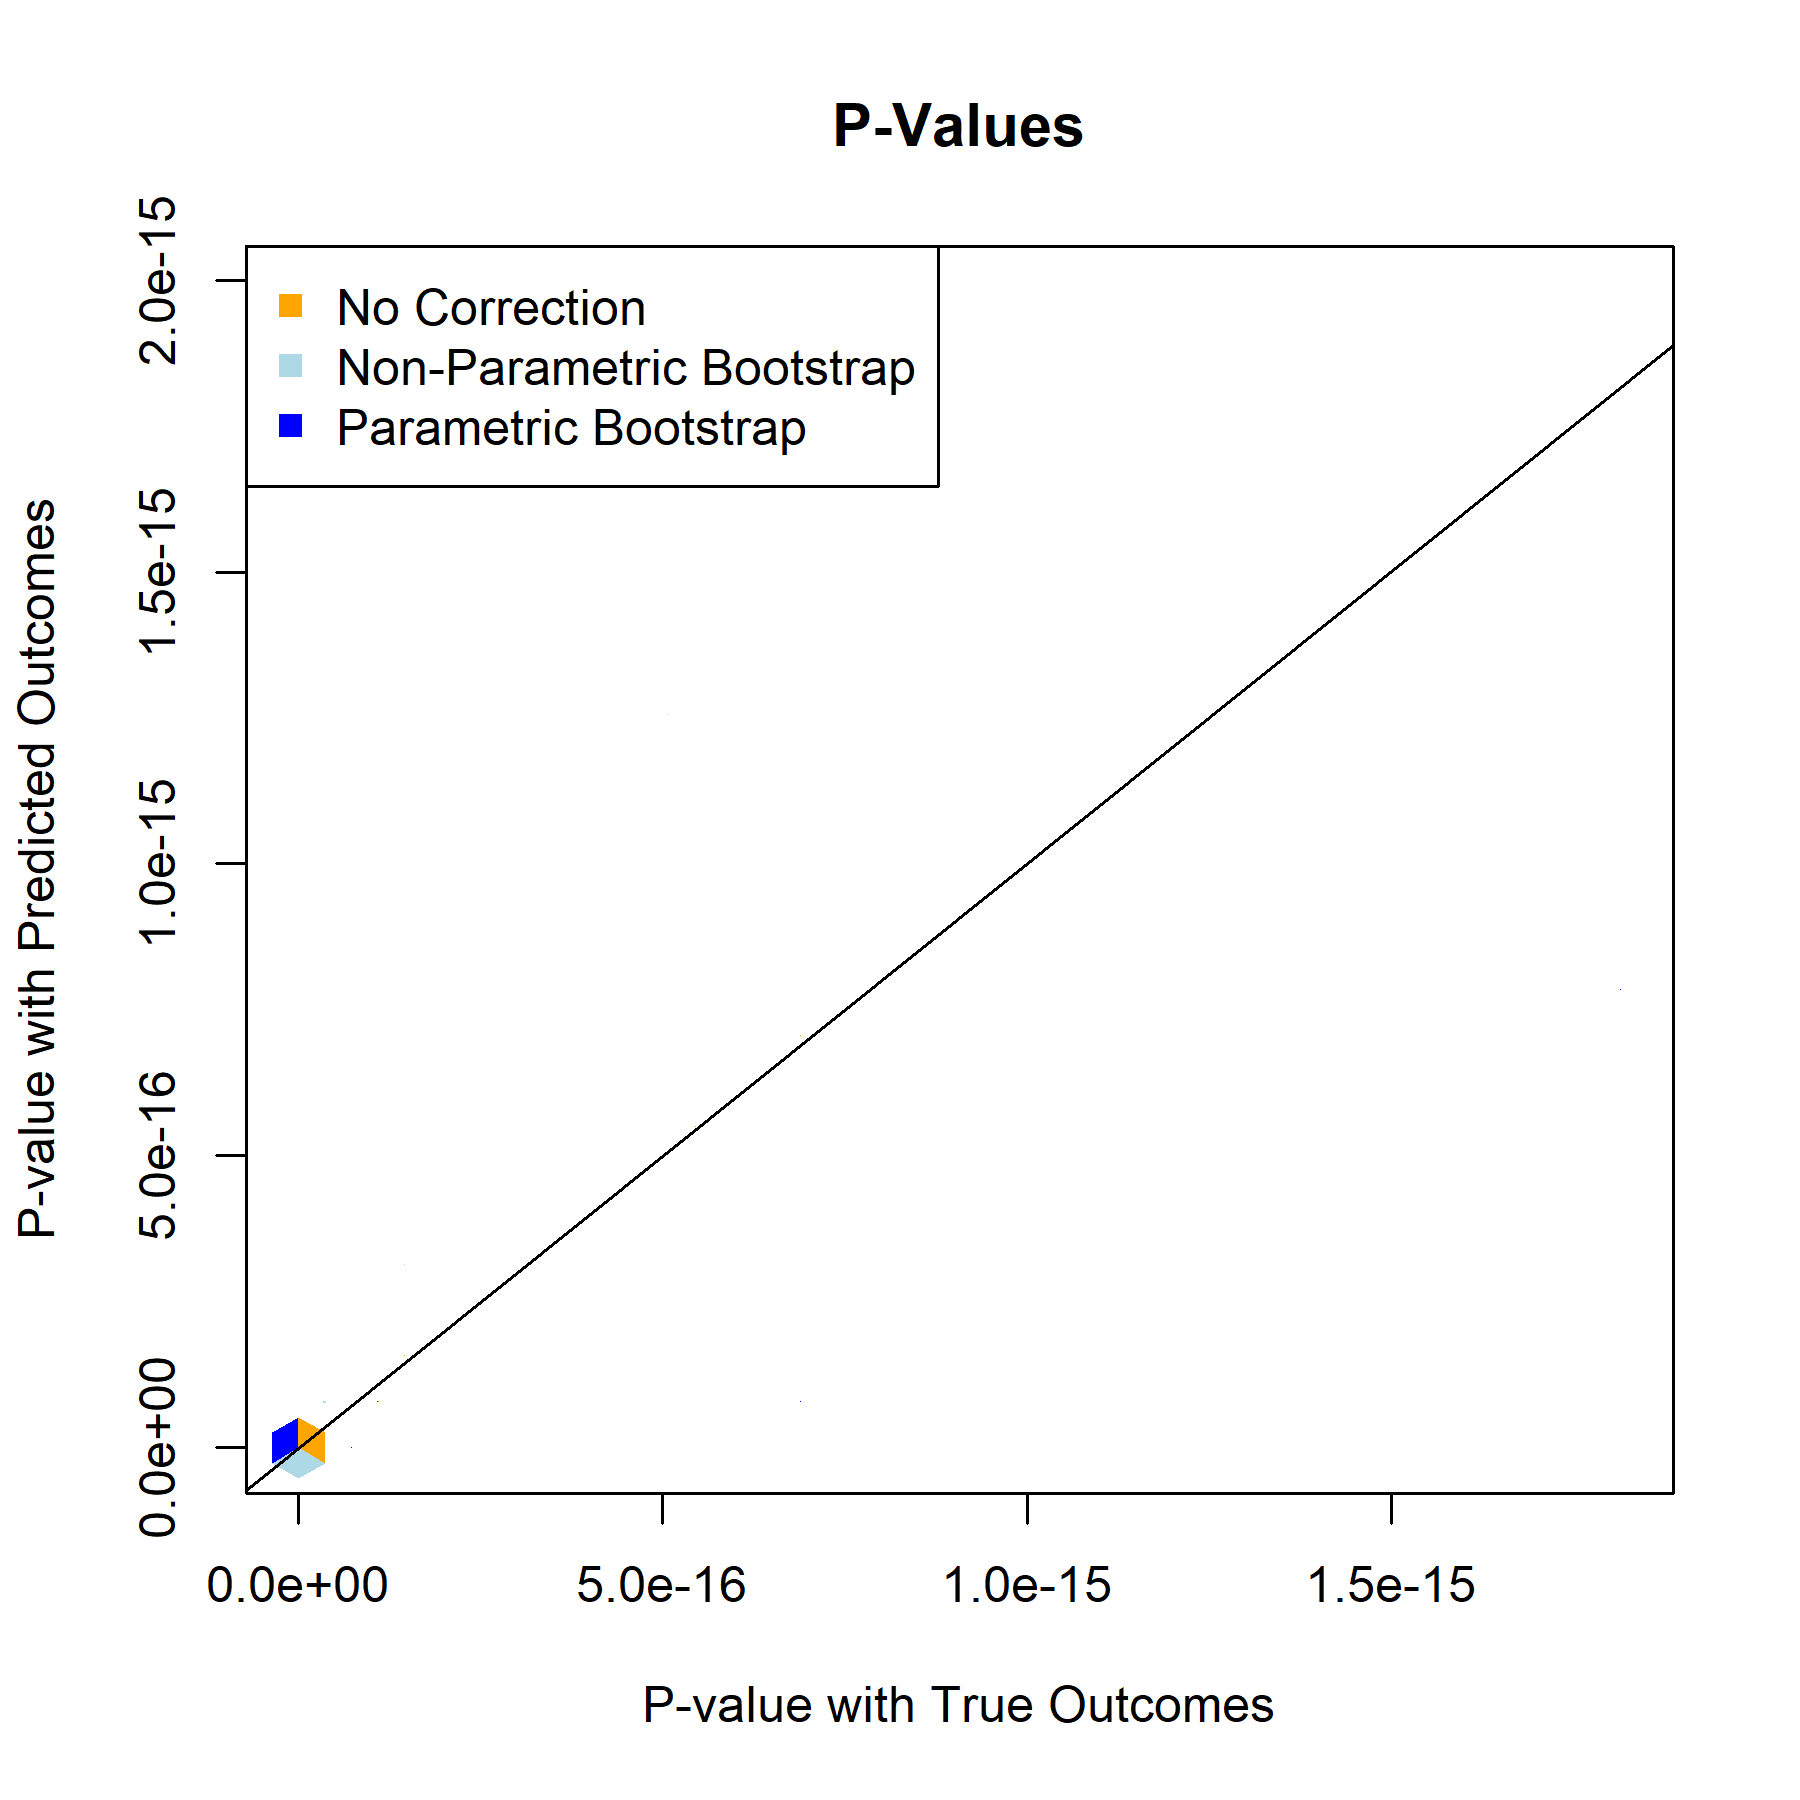 P-Values
No Correction
Non-Parametric Bootstrap
Parametric Bootstrap
P-value with Predicted Outcomes
2.0e-15
1.5e-15
1.0e-15
5.0e-16
0.0e+00
0.0e+00 5.0e-16 1.0e-15 1.5e-15
P-value with True Outcomes